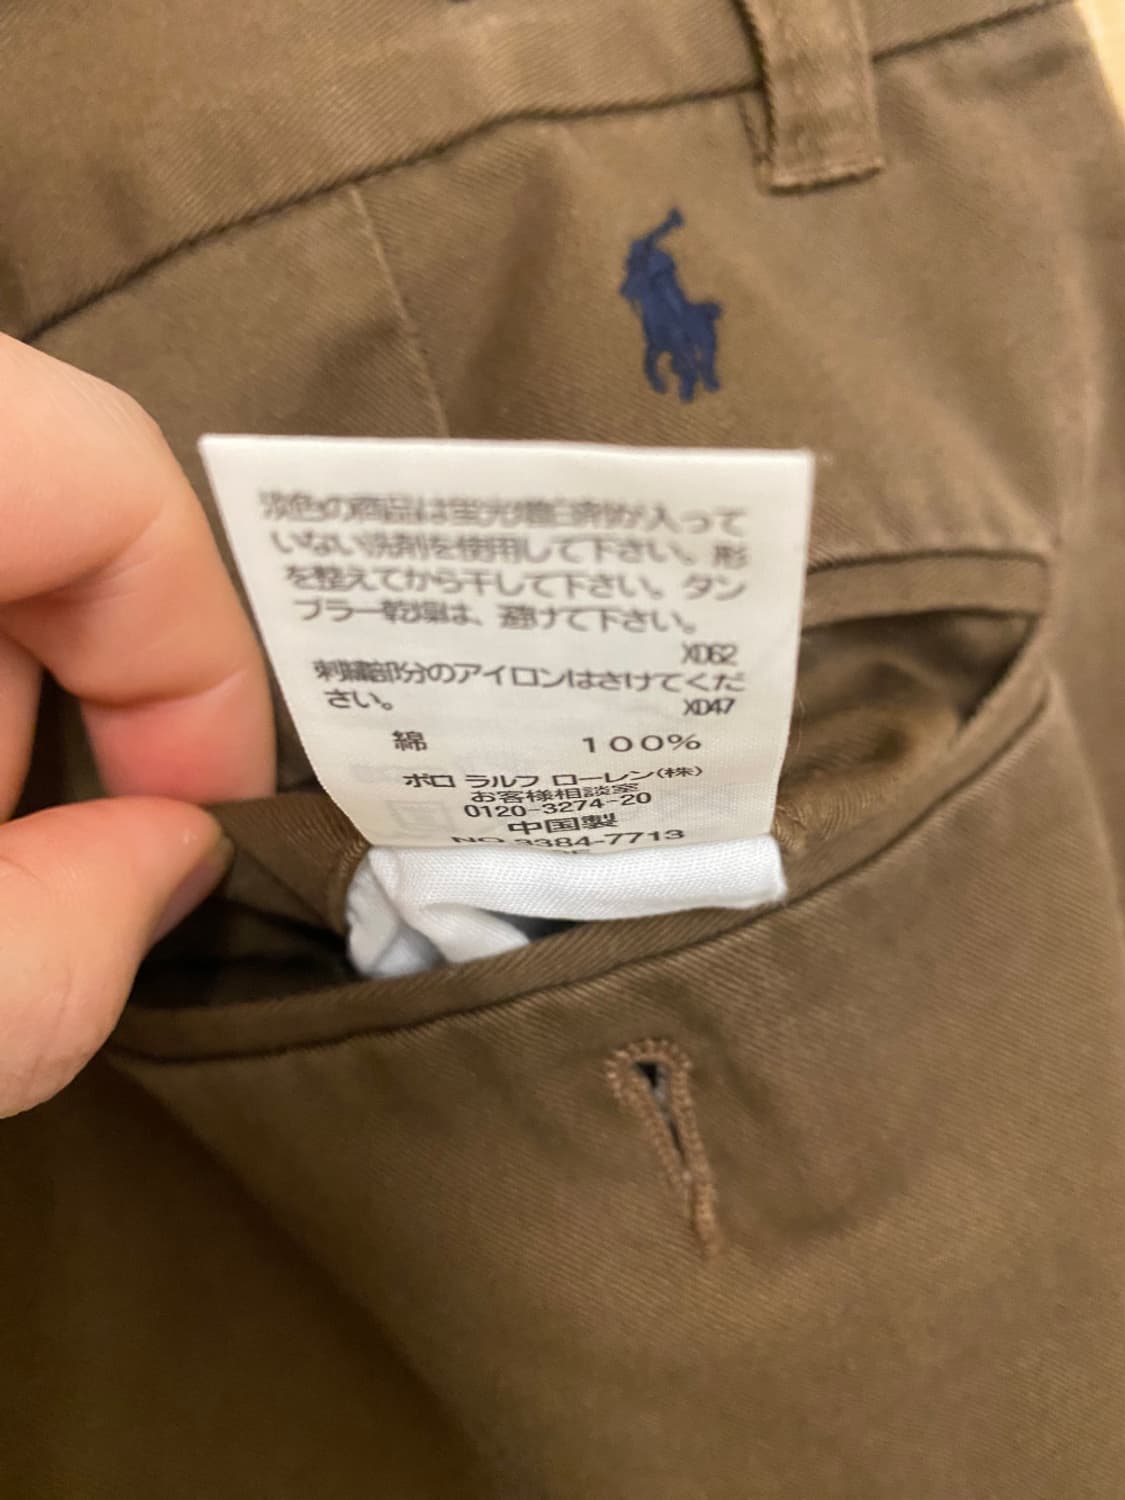 淡色の商品は蛍光増白剤が入って
いない洗剤を使用して下さい。形
を整えてから干して下さい。タン
ブラー乾燥は、避けて下さい。
XD62
刺繍部分のアイロンはさけてくだ
さい。
XD47
綿 100%
ポロ ラルフ ローレン(株)
お客様相談室
0120-3274-20
中国製
NO 3384-7713